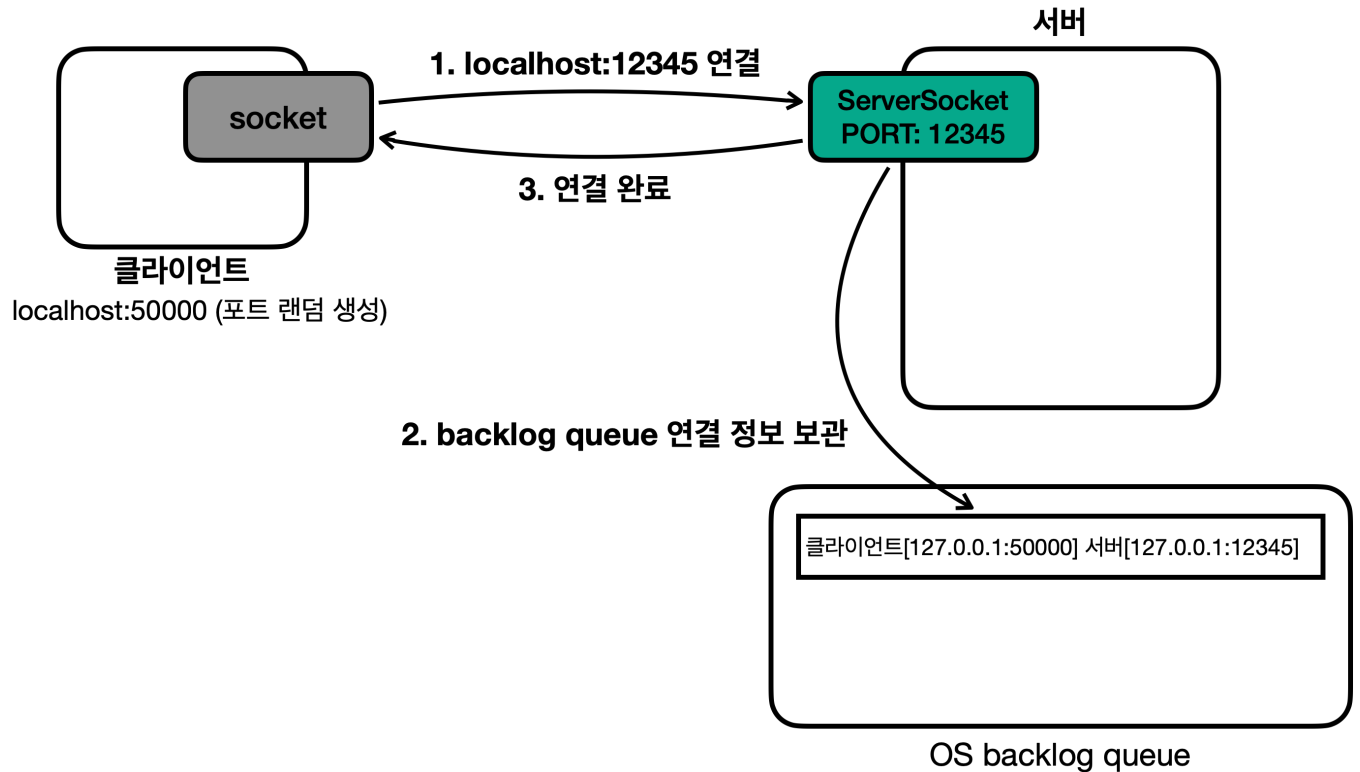 서버
1. localhost:12345 연결
socket
ServerSocket
PORT: 12345
3. 연결 완료
클라이언트
localhost:50000 (포트 랜덤 생성)
2. backlog queue 연결 정보 보관
클라이언트[127.0.0.1:50000] 서버[127.0.0.1:12345]
OS backlog queue